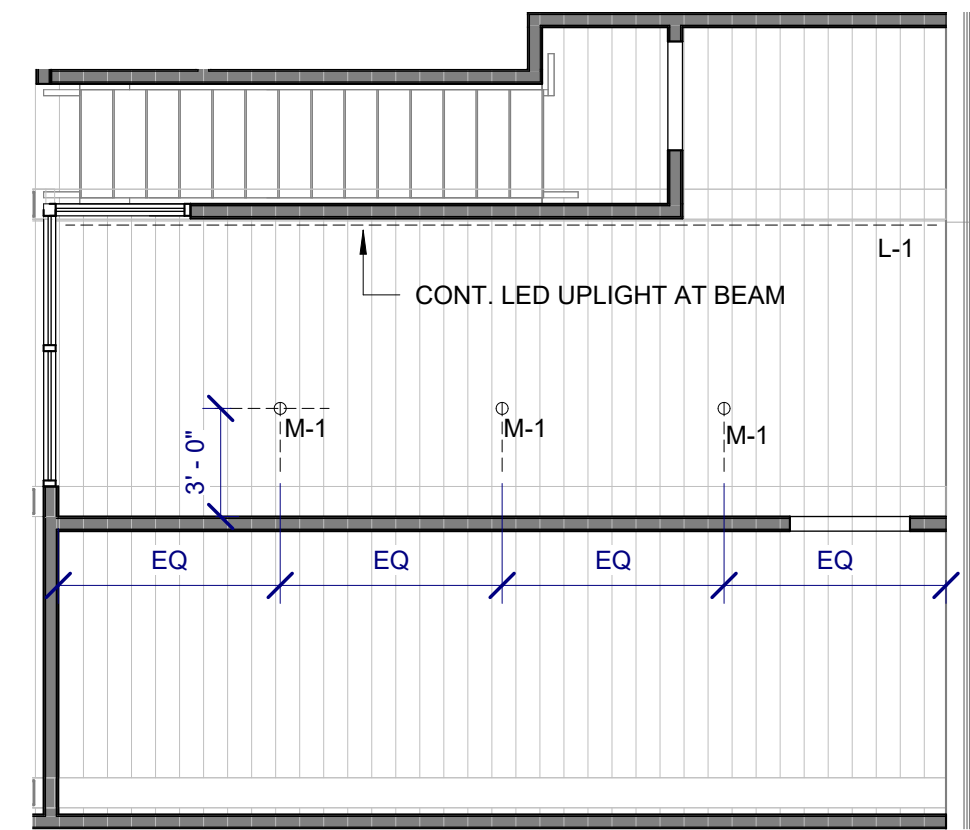 L-1
CONT. LED UPLIGHT AT BEAM
M-1
M-1
M-1
3' - 0"
EQ
EQ
EQ
EQ